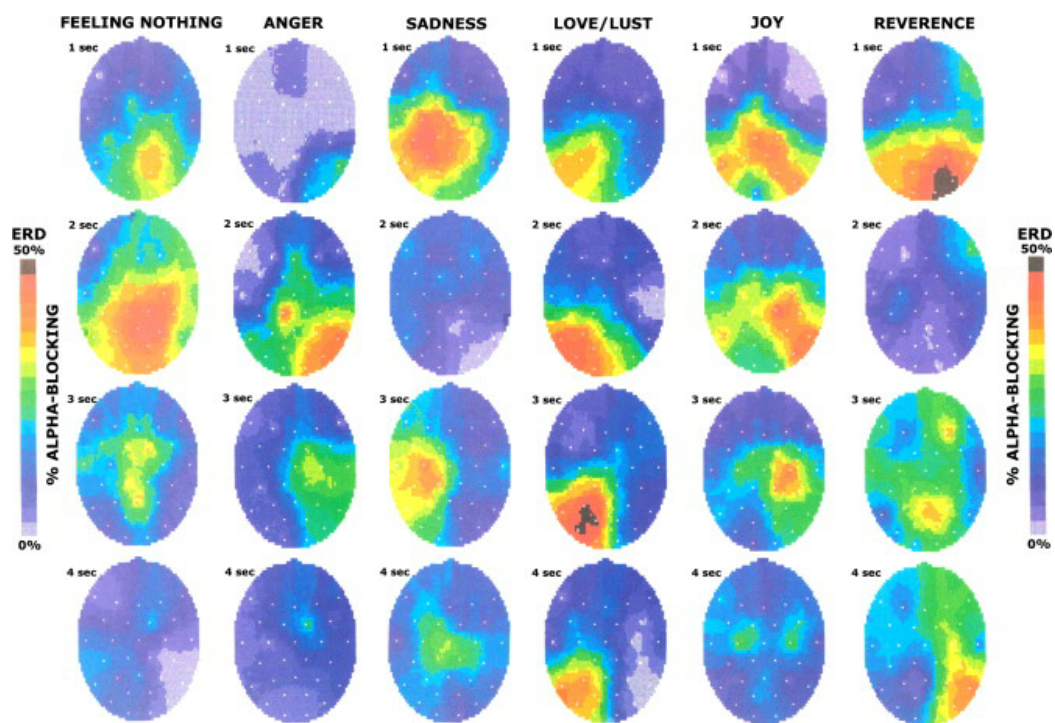 FEELING NOTHING ANGER SADNESS LOVE/LUST JOY REVERENCE
1 sec 1 sec 1 sec 1 sec 1 sec 1 sec
2 sec 2 sec 2 sec 2 sec 2 sec 2 sec
ERD
50%
% ALPHA-BLOCKING
0%
ERD
50%
% ALPHA-BLOCKING
0%
3 sec 3 sec 3 sec 3 sec 3 sec 3 sec
4 sec 4 sec 4 sec 4 sec 4 sec 4 sec